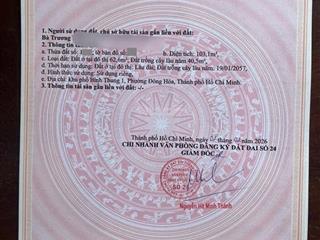 1. Người sử dụng đất, chủ sở hữu tài sản gắn liền với đất:
Bà Trương
2. Thông tin
a. Thửa đất số: tờ bản đồ số: b. Diện tích: 103,1m².
c. Loại đất: Đất ở tại đô thị 62,6m², Đất trồng cây lâu năm 40,5m².
d. Thời hạn sử dụng: Đất ở tại đô thị: Lâu dài; Đất trồng cây lâu năm: 19/01/2057.
đ. Hình thức sử dụng: Sử dụng riêng.
e. Địa chỉ: Khu phố Bình Thung 1, Phường Đông Hòa, Thành phố Hồ Chí Minh.
3. Thông tin tài sản gắn liền với đất: -/-
Thành phố Hồ Chí Minh, ngày tháng năm 2026
CHI NHÁNH VĂN PHÒNG ĐĂNG KÝ ĐẤT ĐAI SỐ 24
GIÁM ĐỐC
SỐ 24
Nguyễn Minh Thành